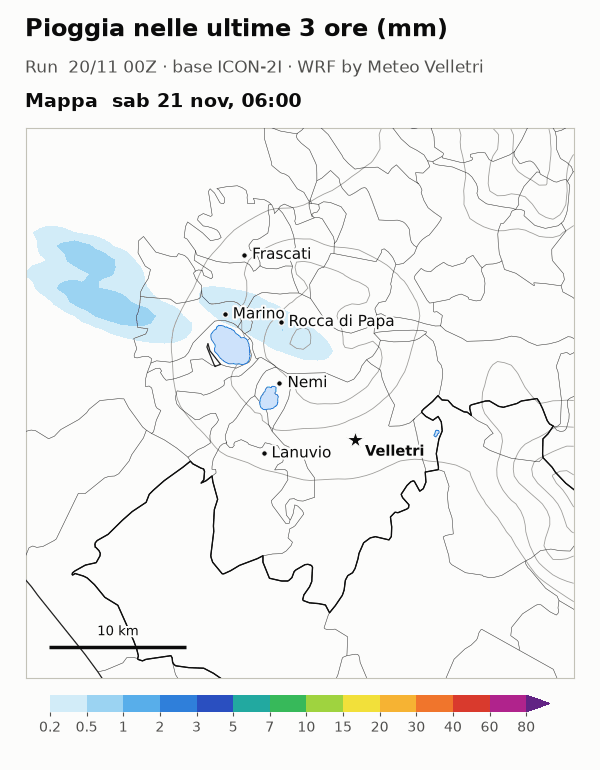 Pioggia nelle ultime 3 ore (mm)
Run  20/11 00Z · base ICON-2I · WRF by Meteo Velletri
Mappa  sab 21 nov, 06:00
Frascati
Marino
Rocca di Papa
Nemi
Velletri
Lanuvio
10 km
0.2 0.5 1 2 3 5 7 10 15 20 30 40 60 80